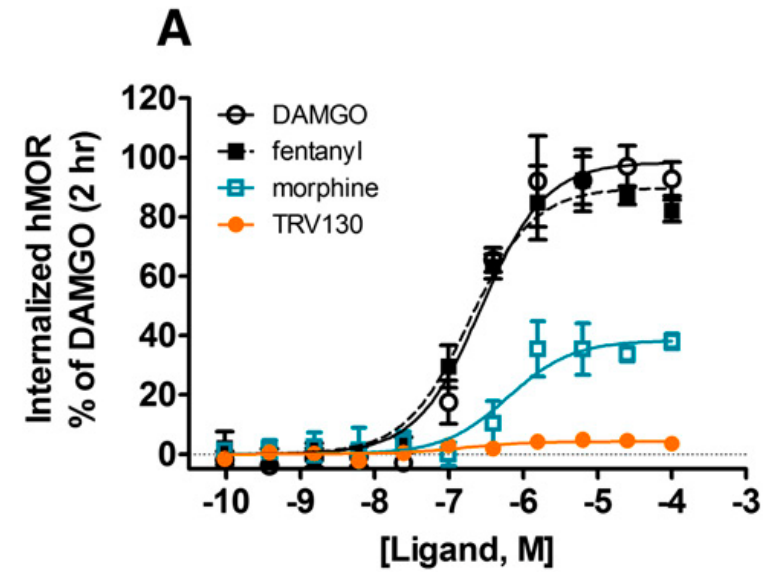 A
Internalized hMOR
% of DAMGO (2 hr)
120
100
80
60
40
20
0
DAMGO
fentanyl
morphine
TRV130
-10 -9 -8 -7 -6 -5 -4 -3
[Ligand, M]